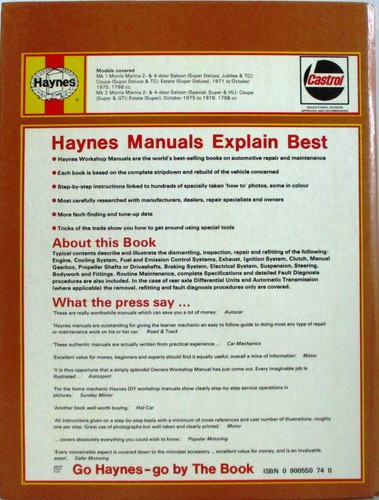 Haynes
Models covered
Mk 1 Morris Marina 2- & 4-door Saloon (Super Deluxe, Jubilee & TC);
Coupe (Super Deluxe & TC); Estate (Super Deluxe). 1971 to October
1975. 1798 cc.
Mk 2 Morris Marina 2- & 4-door Saloon (Special, Super & HL); Coupe
(Super & GT); Estate (Super). October 1975 to 1978. 1798 cc
Castrol
EDUCATIONAL DIVISION
APPROVED AND RECOMMENDED
Haynes Manuals Explain Best
Haynes Workshop Manuals are the world's best-selling books on automotive repair and maintenance
Each book is based on the complete stripdown and rebuild of the vehicle concerned
Step-by-step instructions linked to hundreds of specially taken 'how to' photos, some in colour
Most carefully researched with manufacturers, dealers, repair specialists and owners
More fault-finding and tune-up data
Tricks of the trade show you how to get around using special tools
About this Book
Typical contents describe and illustrate the dismantling, inspection, repair and refitting of the following:
Engine, Cooling System, Fuel and Emission Control Systems, Exhaust, Ignition System, Clutch, Manual
Gearbox, Propeller Shafts or Driveshafts, Braking System, Electrical System, Suspension, Steering,
Bodywork and Fittings. Routine Maintenance, complete Specifications and detailed Fault Diagnosis
procedures are also included. In the case of rear axle Differential Units and Automatic Transmission
(where applicable) the removal, refitting and fault diagnosis procedures only are covered.
What the press say ...
'These are really worthwhile manuals which can save you a lot of money.' Autocar
'Haynes manuals are outstanding for giving the learner mechanic an easy to follow guide to doing most any type of repair
or maintenance work on his or her car.' Road & Track
'These authentic manuals are actually written from practical experience ...' Car Mechanics
'Excellent value for money, beginners and experts should find it equally useful, overall a mine of information' Motor
'It is thus opportune that a simply splendid Owners Workshop Manual has just come out. Every imaginable job is
illustrated ...' Autosport
'For the home mechanic Haynes DIY workshop manuals show clearly step-by-step service operations in
pictures,' Sunday Mirror
'Another book well worth buying,' Hot Car
'All instructions given on a step-by-step basis with a minimum of cross-references and vast number of illustrations, roughly
one per step. Great use of photographs but well taken and clearly printed.' Motor
'... covers absolutely everything you could wish to know.' Popular Motoring
'Every conceivable aspect is covered down to the minutest accessory ... excellent value for money, and is an invaluable
asset'. Safer Motoring
Go Haynes-go by The Book
ISBN 0 900550 74 0